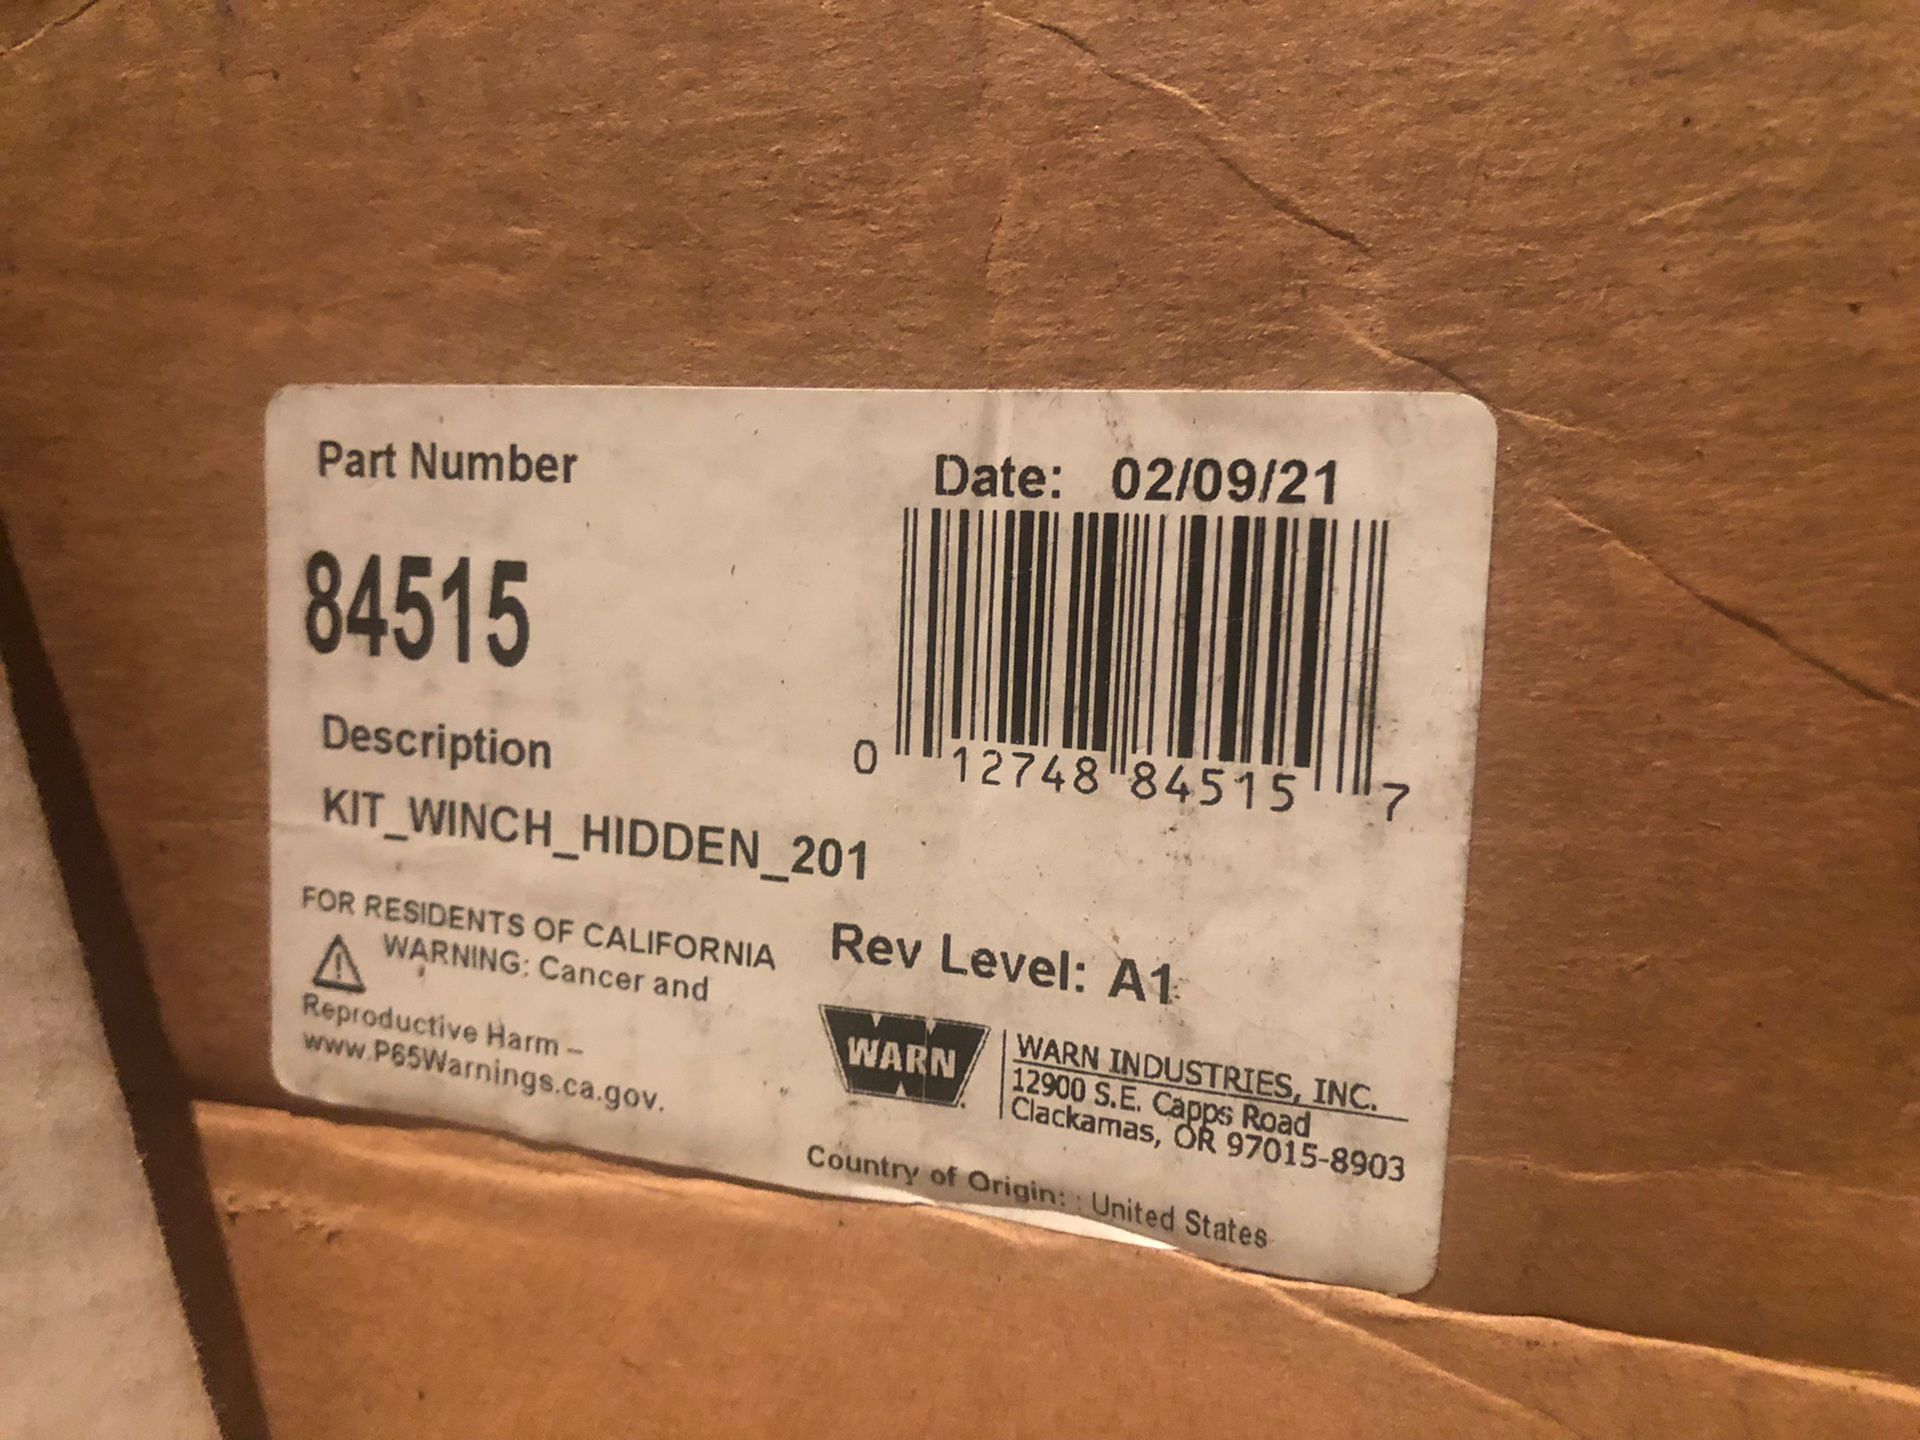 Part Number
84515
Description
KIT_WINCH_HIDDEN_201
FOR RESIDENTS OF CALIFORNIA
WARNING: Cancer and
Reproductive Harm –
www.P65Warnings.ca.gov.
Date: 02/09/21
0 12748 84515 7
Rev Level: A1
WARN
WARN INDUSTRIES, INC.
12900 S.E. Capps Road
Clackamas, OR 97015-8903
Country of Origin: : United States